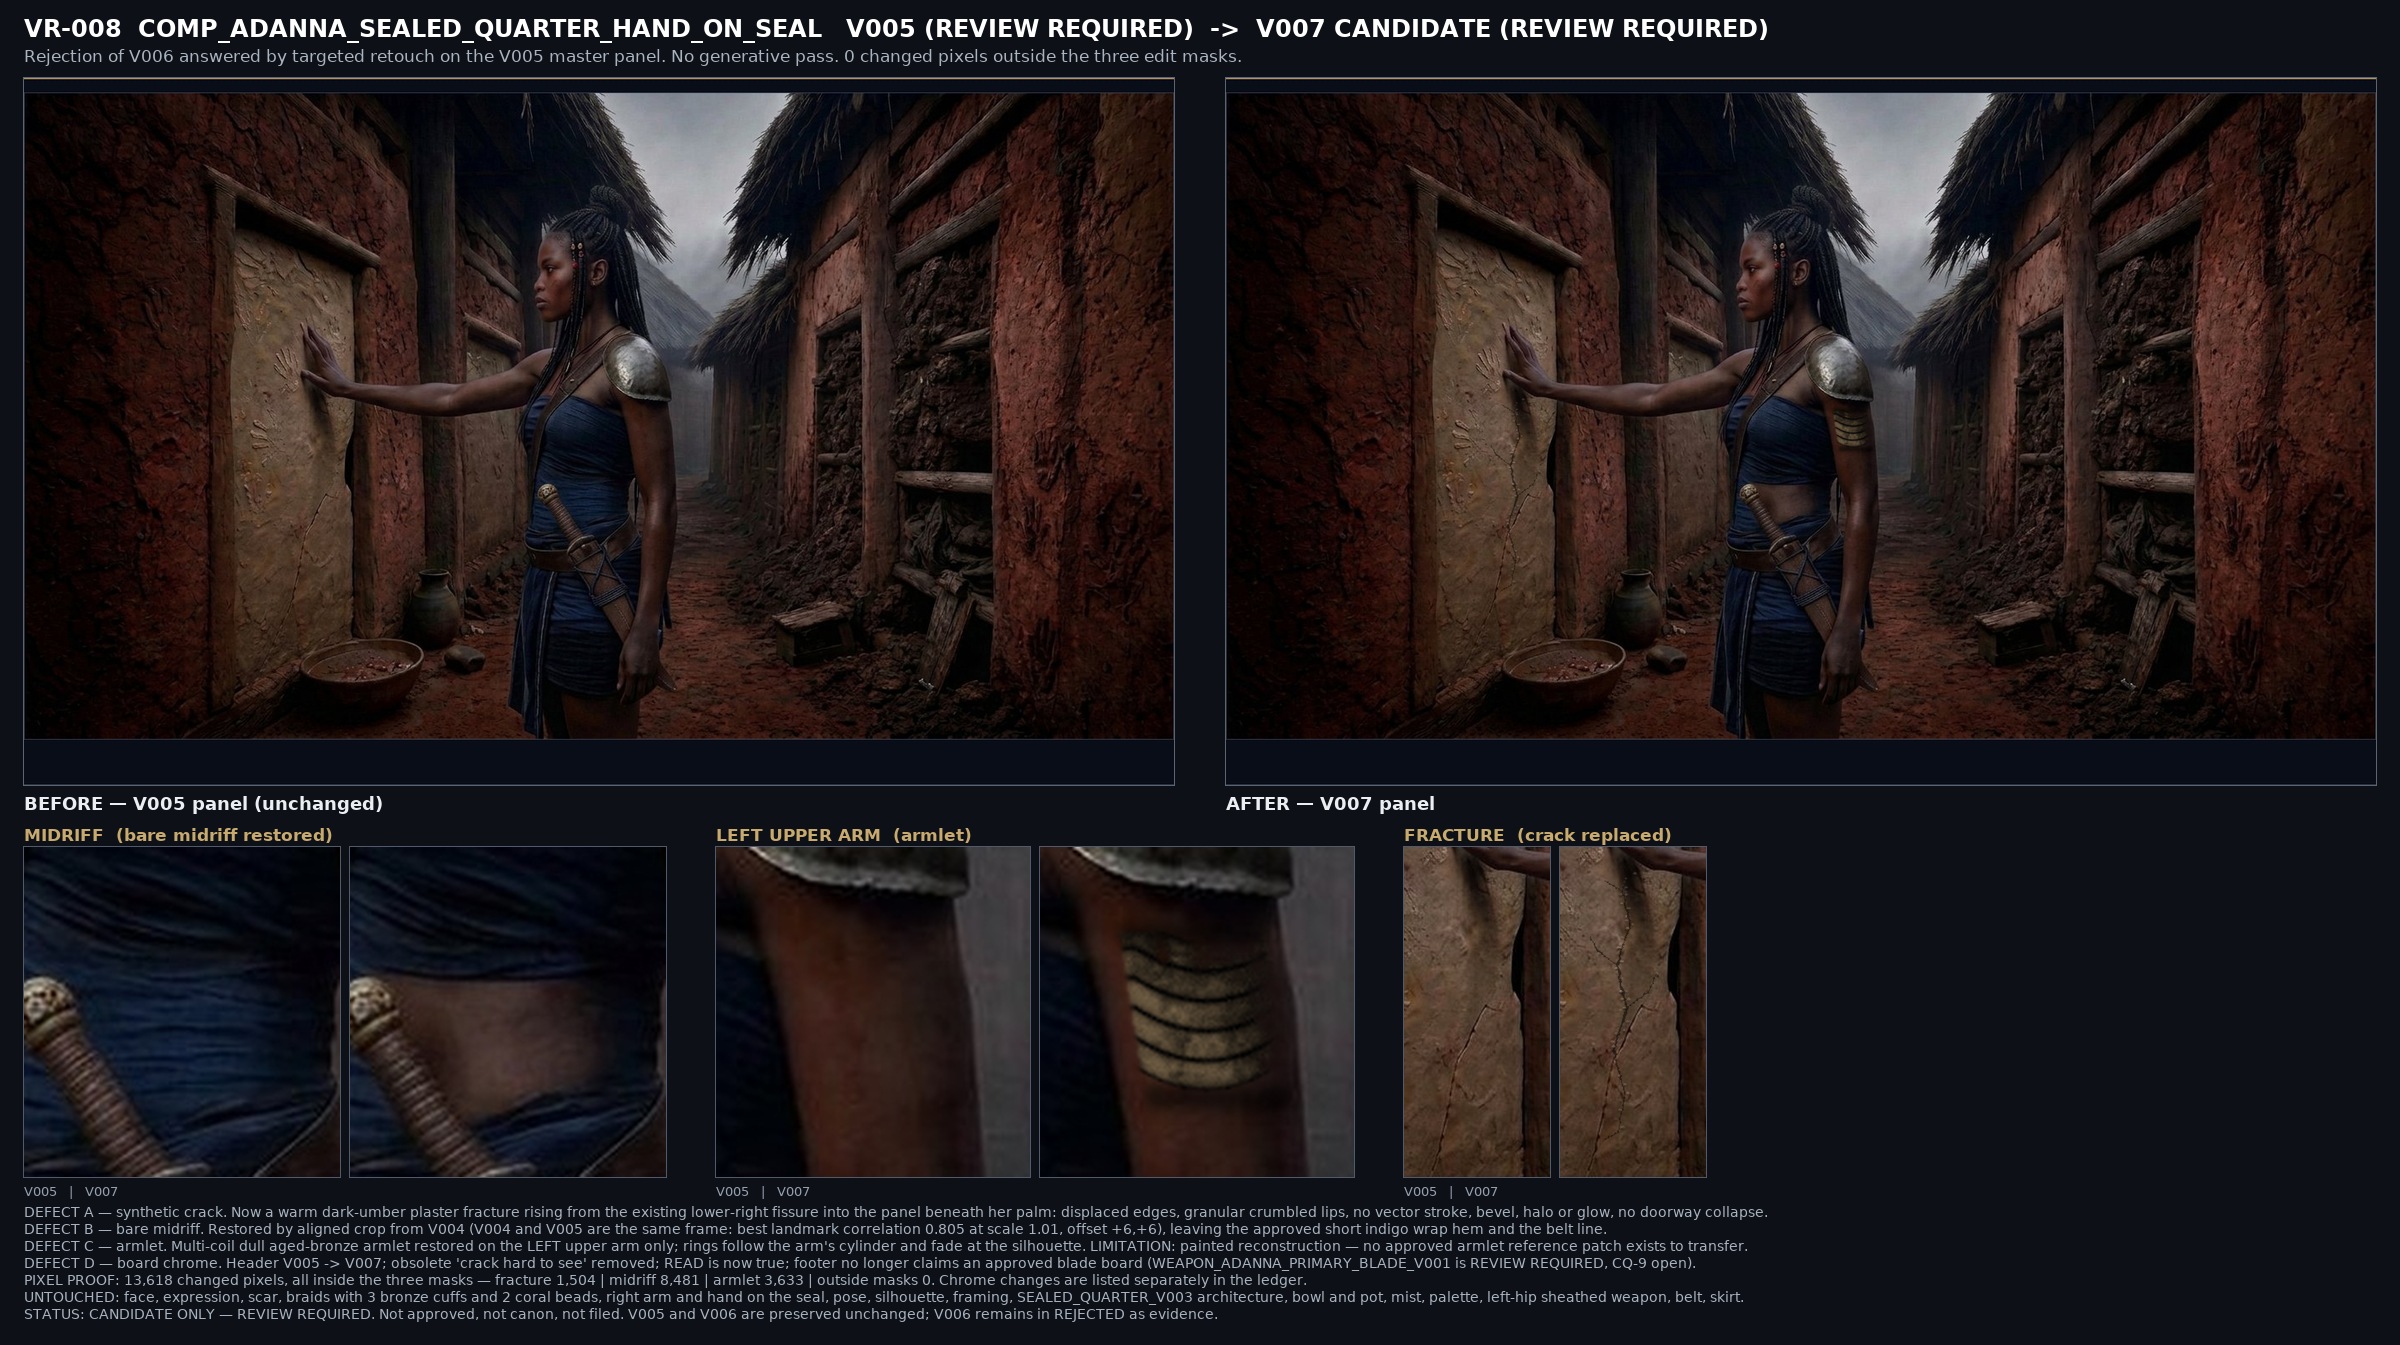 VR-008 COMP_ADANNA_SEALED_QUARTER_HAND_ON_SEAL V005 (REVIEW REQUIRED) -> V007 CANDIDATE (REVIEW REQUIRED)
Rejection of V006 answered by targeted retouch on the V005 master panel. No generative pass. 0 changed pixels outside the three edit masks.
BEFORE — V005 panel (unchanged)
AFTER — V007 panel
MIDRIFF (bare midriff restored)
LEFT UPPER ARM (armlet)
FRACTURE (crack replaced)
V005 | V007
V005 | V007
V005 | V007
DEFECT A — synthetic crack. Now a warm dark-umber plaster fracture rising from the existing lower-right fissure into the panel beneath her palm: displaced edges, granular crumbled lips, no vector stroke, bevel, halo or glow, no doorway collapse.
DEFECT B — bare midriff. Restored by aligned crop from V004 (V004 and V005 are the same frame: best landmark correlation 0.805 at scale 1.01, offset +6,+6), leaving the approved short indigo wrap hem and the belt line.
DEFECT C — armlet. Multi-coil dull aged-bronze armlet restored on the LEFT upper arm only; rings follow the arm's cylinder and fade at the silhouette. LIMITATION: painted reconstruction — no approved armlet reference patch exists to transfer.
DEFECT D — board chrome. Header V005 -> V007; obsolete 'crack hard to see' removed; READ is now true; footer no longer claims an approved blade board (WEAPON_ADANNA_PRIMARY_BLADE_V001 is REVIEW REQUIRED, CQ-9 open).
PIXEL PROOF: 13,618 changed pixels, all inside the three masks — fracture 1,504 | midriff 8,481 | armlet 3,633 | outside masks 0. Chrome changes are listed separately in the ledger.
UNTOUCHED: face, expression, scar, braids with 3 bronze cuffs and 2 coral beads, right arm and hand on the seal, pose, silhouette, framing, SEALED_QUARTER_V003 architecture, bowl and pot, mist, palette, left-hip sheathed weapon, belt, skirt.
STATUS: CANDIDATE ONLY — REVIEW REQUIRED. Not approved, not canon, not filed. V005 and V006 are preserved unchanged; V006 remains in REJECTED as evidence.